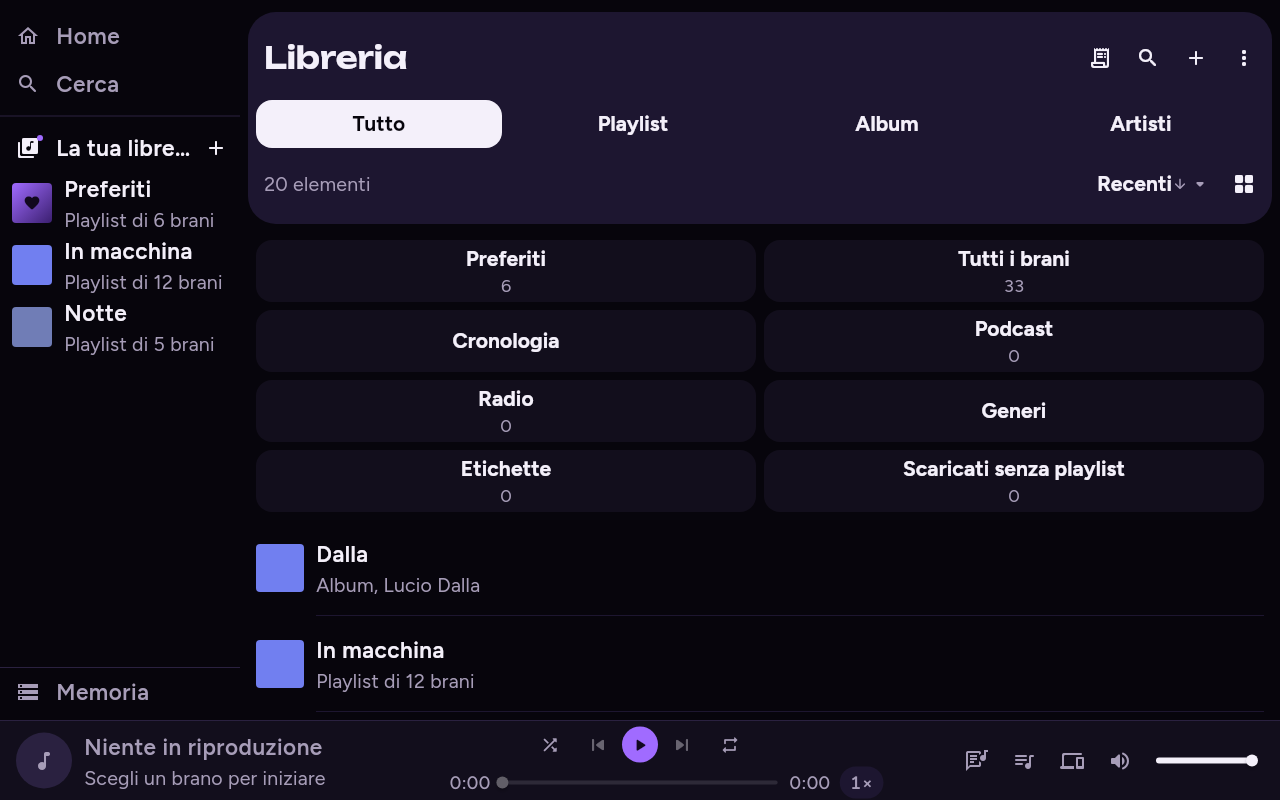 Home
Cerca
La tua libre...
Preferiti
Playlist di 6 brani
In macchina
Playlist di 12 brani
Notte
Playlist di 5 brani
Memoria
Libreria
Tutto
Playlist
Album
Artisti
20 elementi
Recenti
Preferiti
6
Tutti i brani
33
Cronologia
Podcast
0
Radio
0
Generi
Etichette
0
Scaricati senza playlist
0
Dalla
Album, Lucio Dalla
In macchina
Playlist di 12 brani
Niente in riproduzione
Scegli un brano per iniziare
0:00
0:00
1×